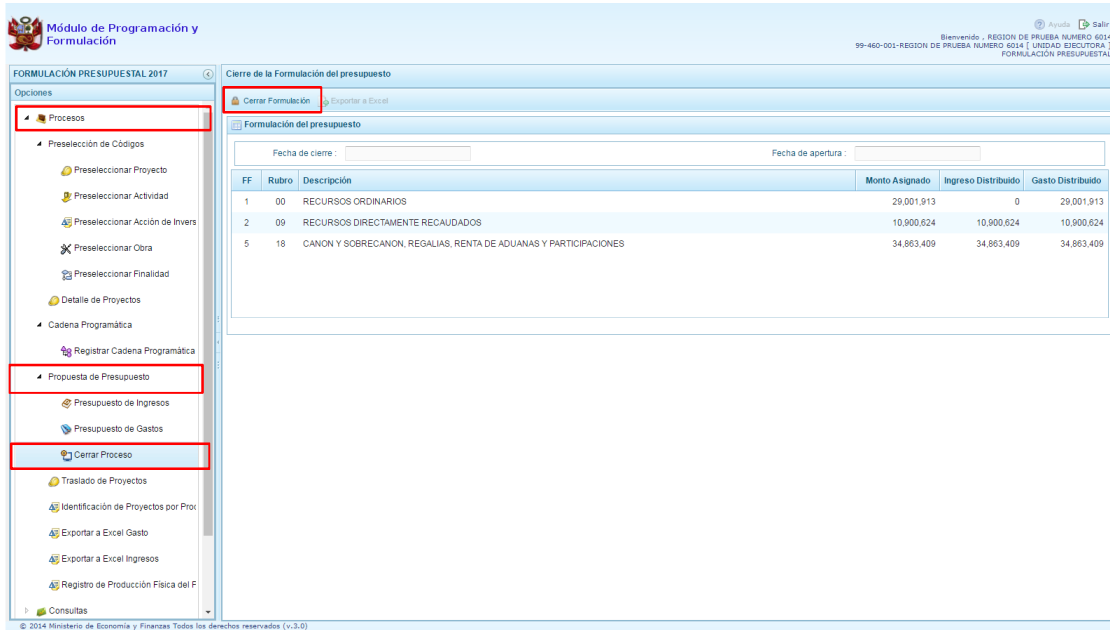 Módulo de Programación y
Formulación
Ayuda Salir
Bienvenido , REGION DE PRUEBA NUMERO 6014
99-460-001-REGION DE PRUEBA NUMERO 6014 [ UNIDAD EJECUTORA ]
FORMULACIÓN PRESUPUESTAL
FORMULACIÓN PRESUPUESTAL 2017
Opciones
Procesos
Preselección de Códigos
Preseleccionar Proyecto
Preseleccionar Actividad
Preseleccionar Acción de Invers
Preseleccionar Obra
Preseleccionar Finalidad
Detalle de Proyectos
Cadena Programática
Registrar Cadena Programática
Propuesta de Presupuesto
Presupuesto de Ingresos
Presupuesto de Gastos
Cerrar Proceso
Traslado de Proyectos
Identificación de Proyectos por Proc
Exportar a Excel Gasto
Exportar a Excel Ingresos
Registro de Producción Física del F
Consultas
Cierre de la Formulación del presupuesto
Cerrar Formulación Exportar a Excel
Formulación del presupuesto
Fecha de cierre : Fecha de apertura :
FF Rubro Descripción Monto Asignado Ingreso Distribuido Gasto Distribuido
1 00 RECURSOS ORDINARIOS 29,001,913 0 29,001,913
2 09 RECURSOS DIRECTAMENTE RECAUDADOS 10,900,624 10,900,624 10,900,624
5 18 CANON Y SOBRECANON, REGALIAS, RENTA DE ADUANAS Y PARTICIPACIONES 34,863,409 34,863,409 34,863,409
© 2014 Ministerio de Economía y Finanzas Todos los derechos reservados (v.3.0)